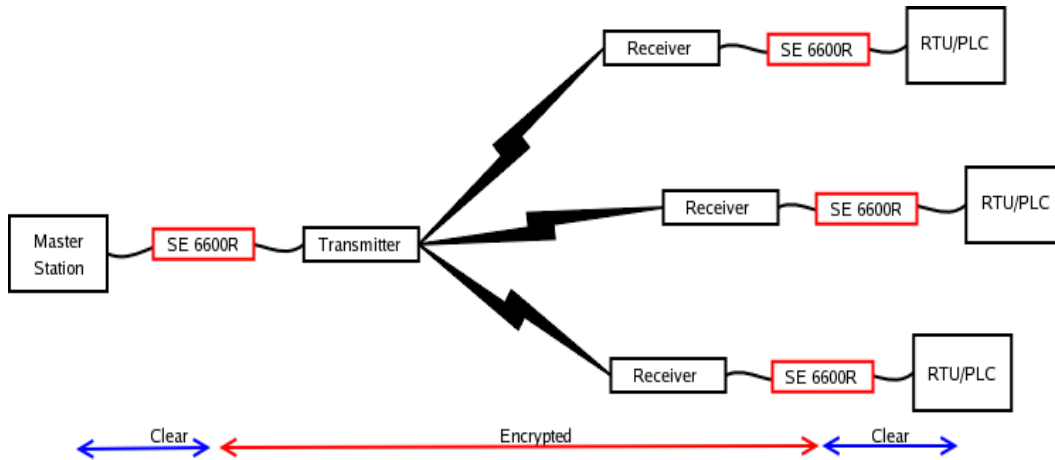 Receiver
SE 6600R
RTU/PLC
Master
Station
SE 6600R
Transmitter
Receiver
SE 6600R
RTU/PLC
Receiver
SE 6600R
RTU/PLC
Clear
Encrypted
Clear